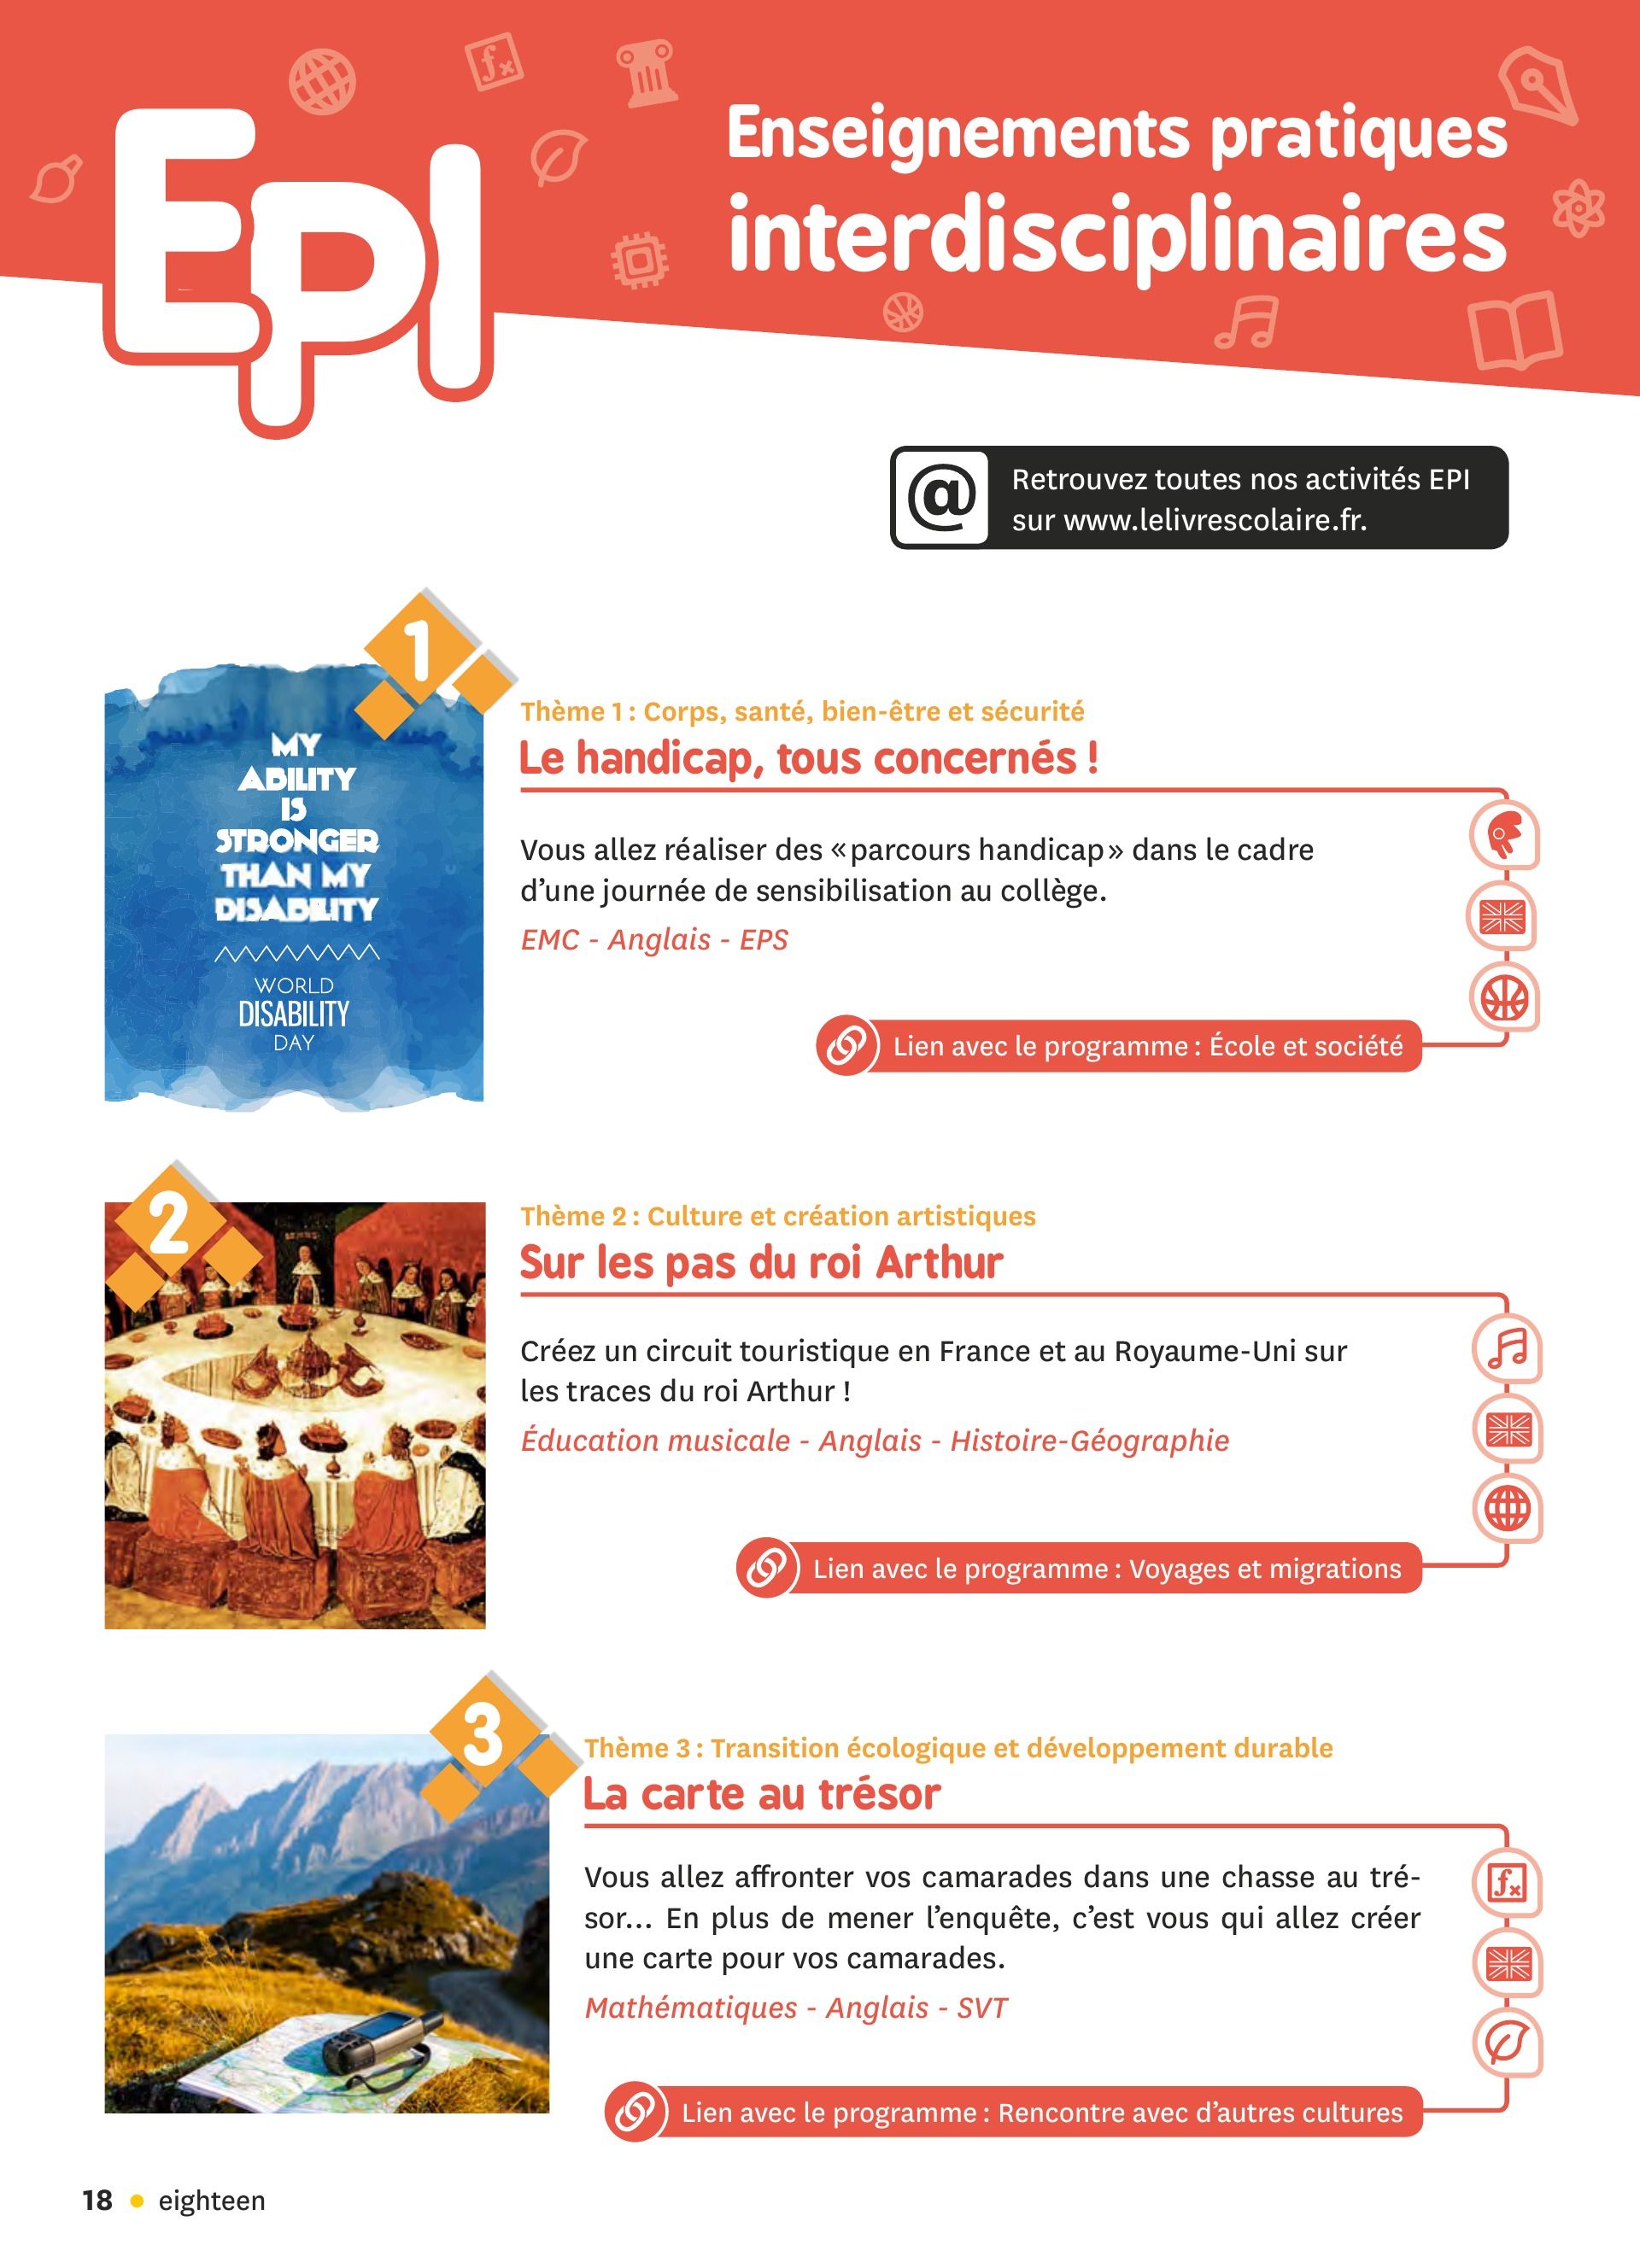 EPI
Enseignements pratiques
interdisciplinaires
@
Retrouvez toutes nos activités EPI
sur www.lelivrescolaire.fr.
1
MY
ABILITY
IS
STRONGER
THAN MY
DISABILITY
WORLD
DISABILITY
DAY
Thème 1 : Corps, santé, bien-être et sécurité
Le handicap, tous concernés !
Vous allez réaliser des « parcours handicap » dans le cadre
d’une journée de sensibilisation au collège.
EMC - Anglais - EPS
Lien avec le programme : École et société
2
Thème 2 : Culture et création artistiques
Sur les pas du roi Arthur
Créez un circuit touristique en France et au Royaume-Uni sur
les traces du roi Arthur !
Éducation musicale - Anglais - Histoire-Géographie
Lien avec le programme : Voyages et migrations
3
Thème 3 : Transition écologique et développement durable
La carte au trésor
fx
Vous allez affronter vos camarades dans une chasse au tré-
sor... En plus de mener l’enquête, c’est vous qui allez créer
une carte pour vos camarades.
Mathématiques - Anglais - SVT
Lien avec le programme : Rencontre avec d’autres cultures
18 • eighteen